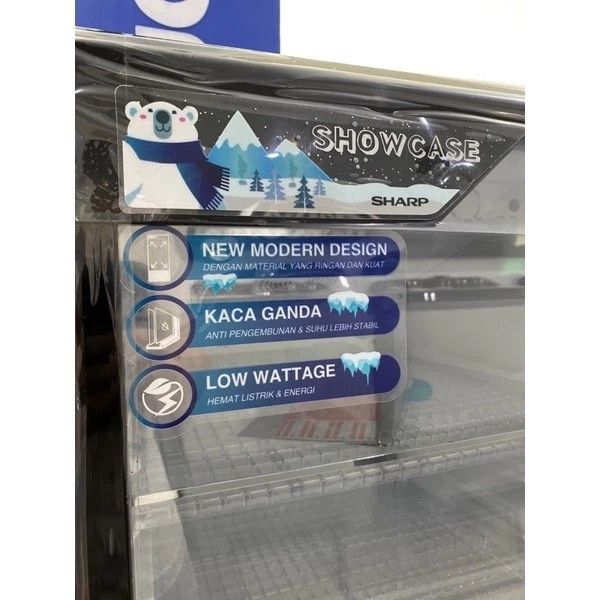 SHOWCASE
SHARP
NEW MODERN DESIGN
DENGAN MATERIAL YANG RINGAN DAN KUAT
KACA GANDA
ANTI PENGEMBUNAN & SUHU LEBIH STABIL
LOW WATTAGE
HEMAT LISTRIK & ENERGI